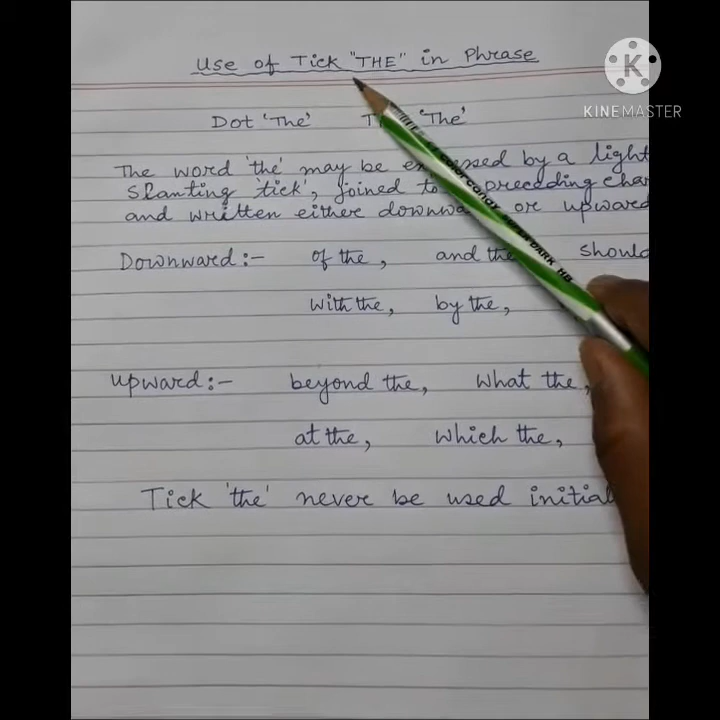 Use of Tick "THE" in Phrase
K
KINEMASTER
Dot 'The' 'The'
The word 'the' may be by a light
slanting 'tick', joined to preceding
and written either or upward
Downward:- of the, and the should
with the, by the,
upward:- beyond the, what the,
at the, which the,
Tick 'the' never be used
COLOR HB